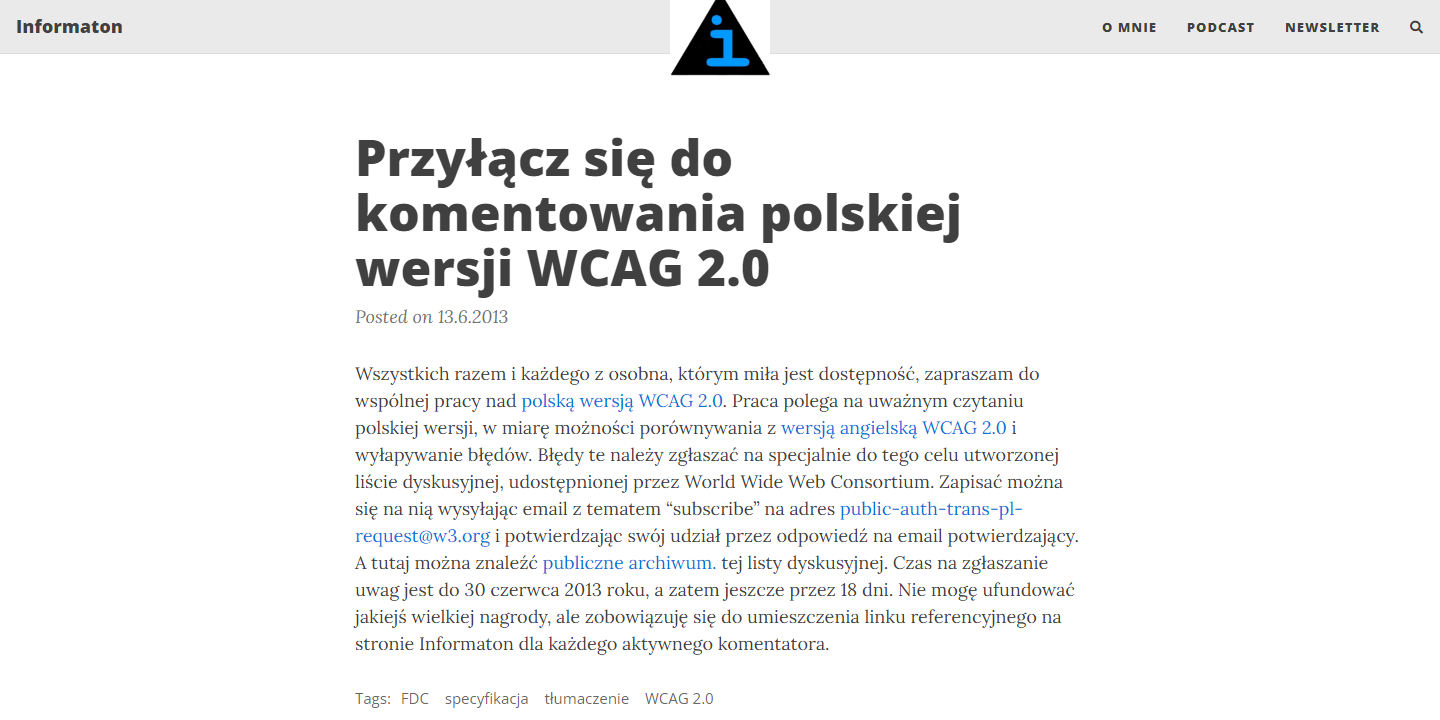 Informaton
i
O MNIE
PODCAST
NEWSLETTER
Przyłącz się do
komentowania polskiej
wersji WCAG 2.0
Posted on 13.6.2013
Wszystkich razem i każdego z osobna, którym miła jest dostępność, zapraszam do
wspólnej pracy nad polską wersją WCAG 2.0. Praca polega na uważnym czytaniu
polskiej wersji, w miarę możności porównywania z wersją angielską WCAG 2.0 i
wyłapywanie błędów. Błędy te należy zgłaszać na specjalnie do tego celu utworzonej
liście dyskusyjnej, udostępnionej przez World Wide Web Consortium. Zapisać można
się na nią wysyłając email z tematem “subscribe” na adres public-auth-trans-pl-
request@w3.org i potwierdzając swój udział przez odpowiedź na email potwierdzający.
A tutaj można znaleźć publiczne archiwum. tej listy dyskusyjnej. Czas na zgłaszanie
uwag jest do 30 czerwca 2013 roku, a zatem jeszcze przez 18 dni. Nie mogę ufundować
jakiejś wielkiej nagrody, ale zobowiązuję się do umieszczenia linku referencyjnego na
stronie Informaton dla każdego aktywnego komentatora.
Tags: FDC specyfikacja tłumaczenie WCAG 2.0